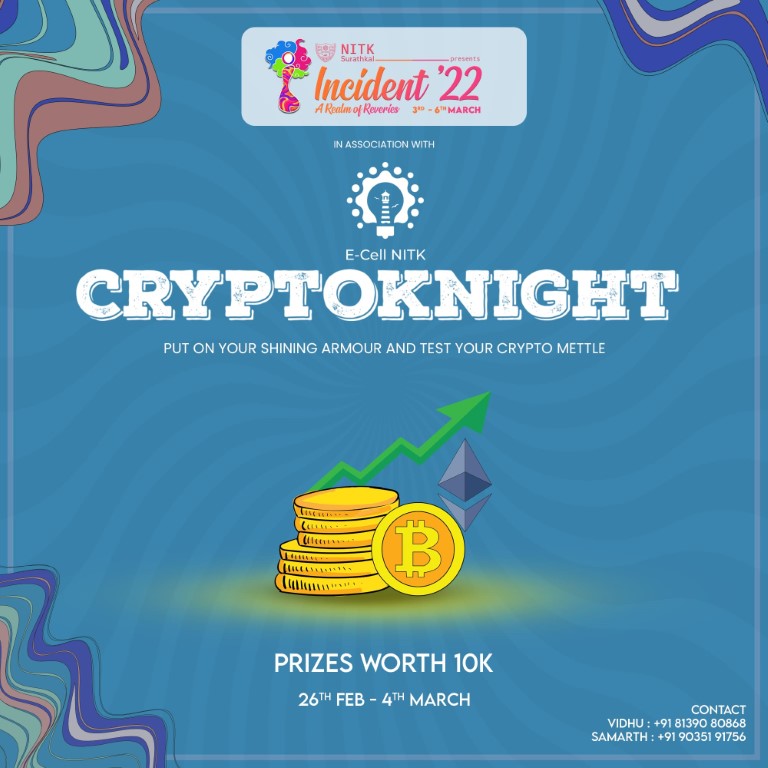 NITK
Surathkal
presents
Incident '22
A Realm of Reveries
3RD - 6TH MARCH
IN ASSOCIATION WITH
E-Cell NITK
CRYPTOKNIGHT
PUT ON YOUR SHINING ARMOUR AND TEST YOUR CRYPTO METTLE
PRIZES WORTH 10K
26TH FEB - 4TH MARCH
CONTACT
VIDHU : +91 81390 80868
SAMARTH : +91 90351 91756